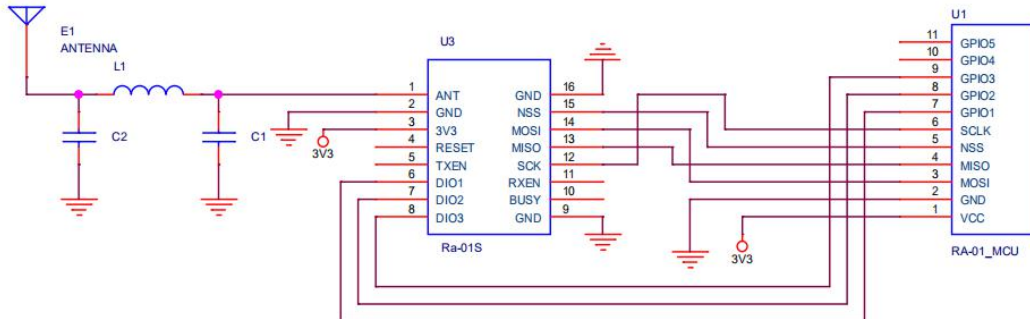 E1
ANTENNA
L1
C2
C1
3V3
U3
1 ANT
2 GND
3 3V3
4 RESET
5 TXEN
6 DIO1
7 DIO2
8 DIO3
GND 16
NSS 15
MOSI 14
MISO 13
SCK 12
RXEN 11
BUSY 10
GND 9
Ra-01S
3V3
U1
11 GPIO5
10 GPIO4
9 GPIO3
8 GPIO2
7 GPIO1
6 SCLK
5 NSS
4 MISO
3 MOSI
2 GND
1 VCC
RA-01_MCU